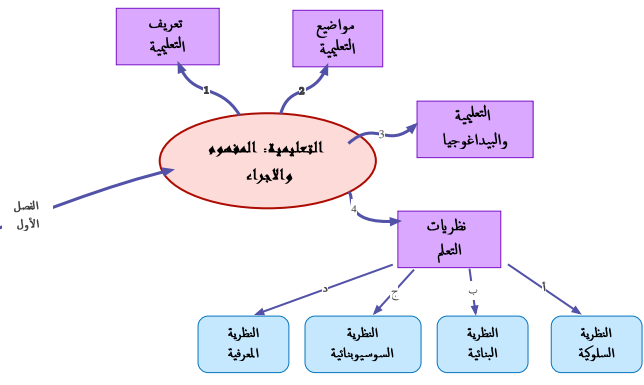 تعريف
التعليمية
1
مواضيع
التعليمية
2
التعليمية
والبيداغوجيا
3
التعليمية: المفهوم
والاجراء
الفصل
الأول
4
نظريات
التعلم
أ
ب
ج
د
النظرية
السلوكية
النظرية
البنائية
النظرية
السوسيوبنائية
النظرية
المعرفية